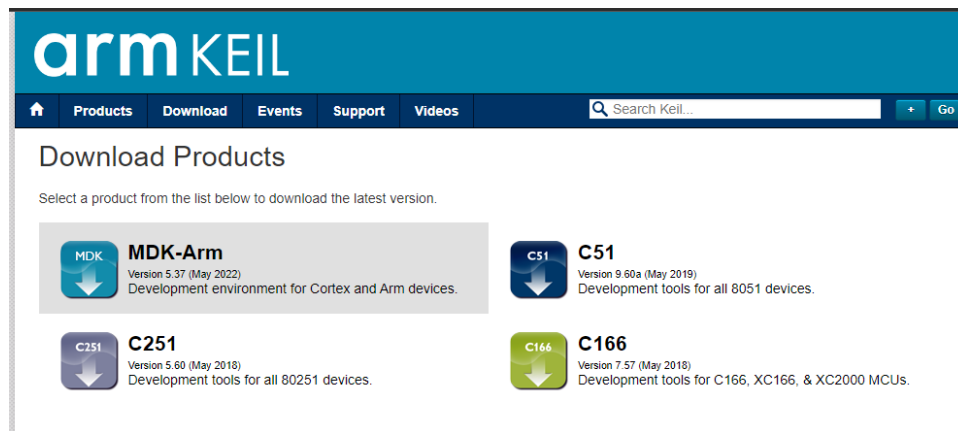 arm KEIL
Products Download Events Support Videos Search Keil... + Go
Download Products
Select a product from the list below to download the latest version.
MDK
MDK-Arm
Version 5.37 (May 2022)
Development environment for Cortex and Arm devices.
C51
C51
Version 9.60a (May 2019)
Development tools for all 8051 devices.
C251
C251
Version 5.60 (May 2018)
Development tools for all 80251 devices.
C166
C166
Version 7.57 (May 2018)
Development tools for C166, XC166, & XC2000 MCUs.